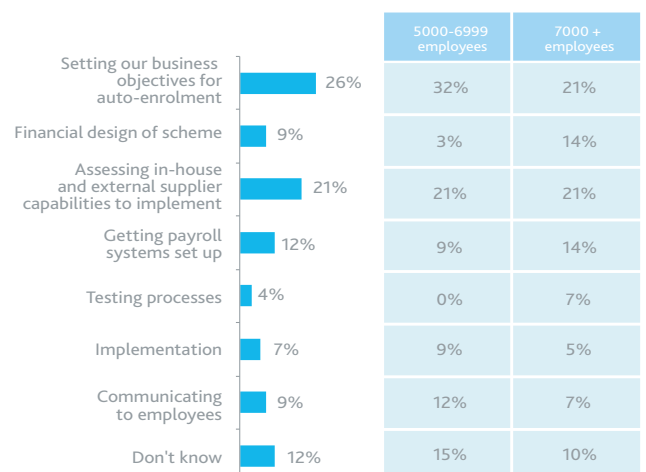 5000-6999 7000 +
employees employees
Setting our business
objectives for
auto-enrolment
26% 32% 21%
Financial design of scheme 9% 3% 14%
Assessing in-house
and external supplier
capabilities to implement
21% 21% 21%
Getting payroll
systems set up
12% 9% 14%
Testing processes 4% 0% 7%
Implementation 7% 9% 5%
Communicating
to employees
9% 12% 7%
Don't know 12% 15% 10%